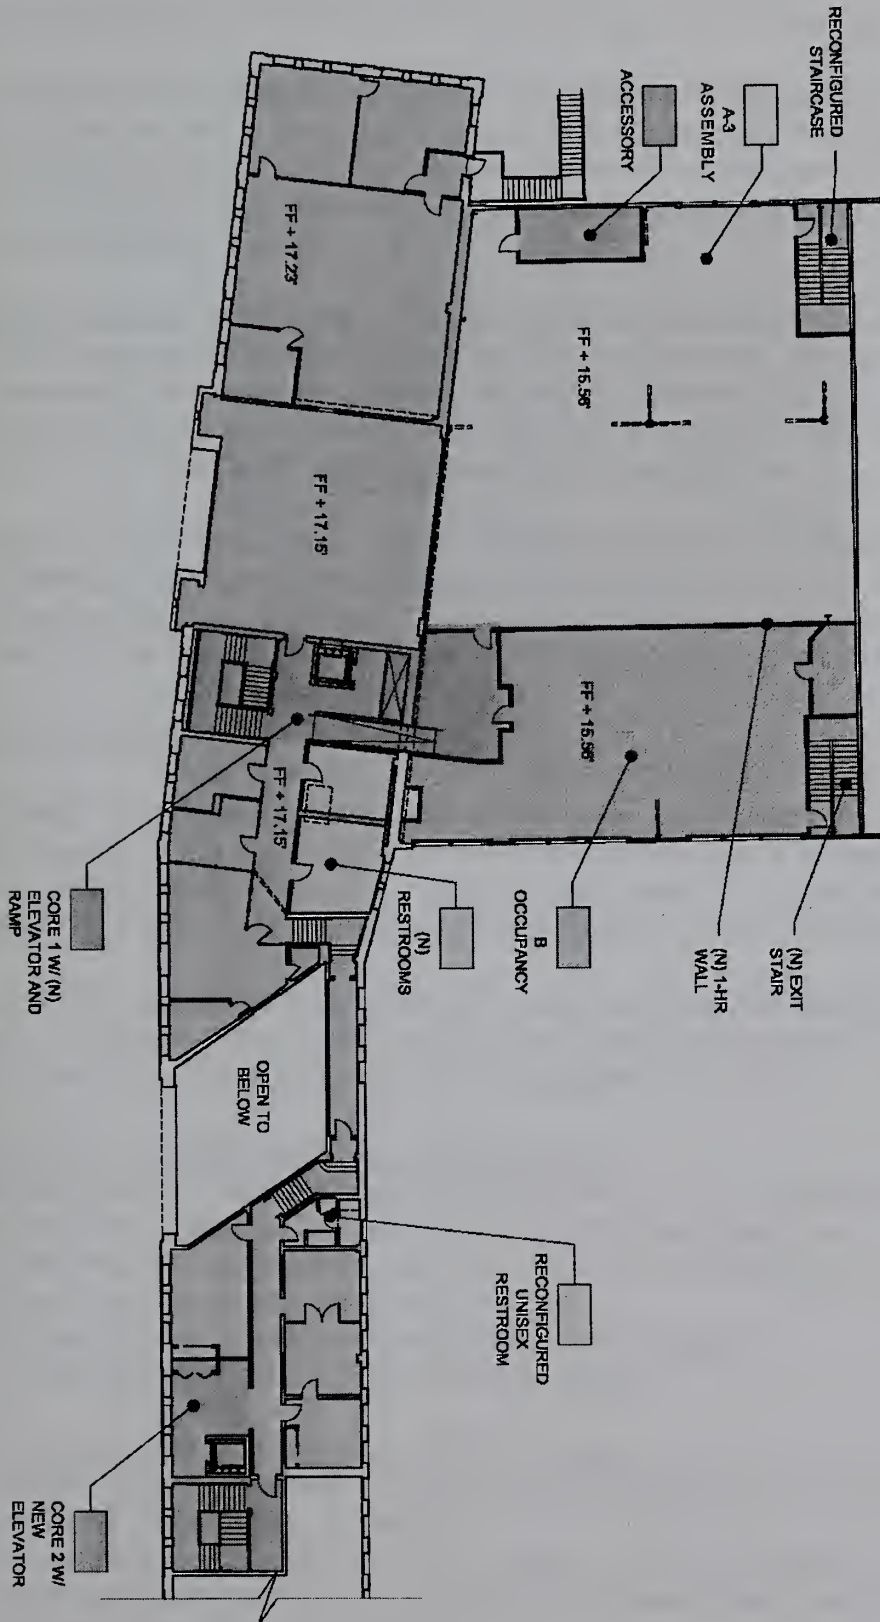 RECONFIGURED
STAIRCASE
(N) EXIT
STAIR
A-3
ASSEMBLY
(N) 1-HR
WALL
ACCESSORY
FF + 15.56'
FF + 15.56'
B
OCCUPANCY
RECONFIGURED
UNISEX
RESTROOM
(N)
RESTROOMS
FF + 17.23'
FF + 17.15'
FF + 17.15'
OPEN TO
BELOW
CORE 1 W/ (N)
ELEVATOR AND
RAMP
CORE 2 W/
NEW
ELEVATOR